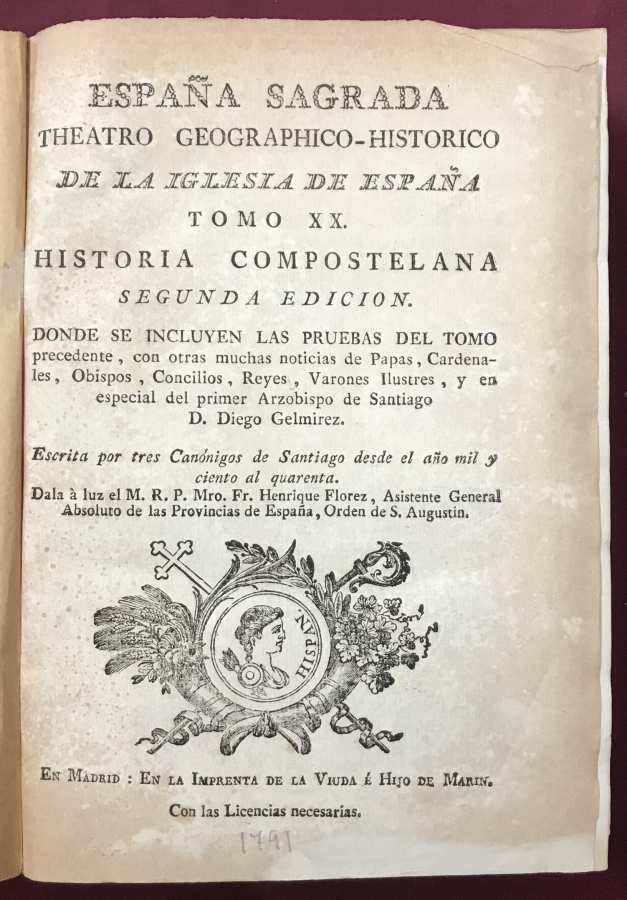 ESPAÑA SAGRADA
THEATRO GEOGRAPHICO-HISTORICO
DE LA IGLESIA DE ESPAÑA
TOMO XX.
HISTORIA COMPOSTELANA
SEGUNDA EDICION.
DONDE SE INCLUYEN LAS PRUEBAS DEL TOMO
precedente, con otras muchas noticias de Papas, Cardena-
les, Obispos, Concilios, Reyes, Varones Ilustres, y en
especial del primer Arzobispo de Santiago
D. Diego Gelmirez.
Escrita por tres Canónigos de Santiago desde el año mil y
ciento al quarenta.
Dala à luz el M. R. P. Mro. Fr. Henrique Florez, Asistente General
Absoluto de las Provincias de España, Orden de S. Augustin.
HISPAN.
EN MADRID : EN LA IMPRENTA DE LA VIUDA É HIJO DE MARIN.
Con las Licencias necesarias.
1791